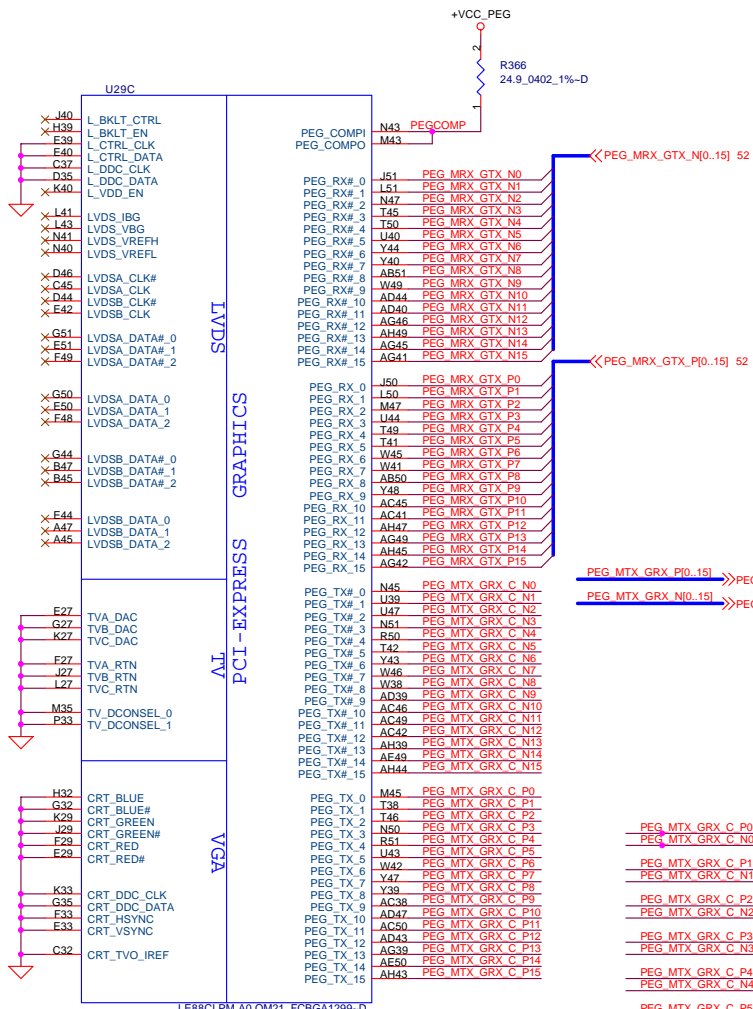 +VCC_PEG
2
R366
24.9_0402_1%~D
1
U29C
J40 L_BKLT_CTRL
H39 L_BKLT_EN
E39 L_CTRL_CLK
E40 L_CTRL_DATA
C37 L_DDC_CLK
D35 L_DDC_DATA
K40 L_VDD_EN
L41 LVDS_IBG
L43 LVDS_VBG
N41 LVDS_VREFH
N40 LVDS_VREFL
D46 LVDSA_CLK#
C45 LVDSA_CLK
D44 LVDSB_CLK#
E42 LVDSB_CLK
G51 LVDSA_DATA#_0
E51 LVDSA_DATA#_1
F49 LVDSA_DATA#_2
G50 LVDSA_DATA_0
E50 LVDSA_DATA_1
F48 LVDSA_DATA_2
G44 LVDSB_DATA#_0
B47 LVDSB_DATA#_1
B45 LVDSB_DATA#_2
E44 LVDSB_DATA_0
A47 LVDSB_DATA_1
A45 LVDSB_DATA_2
E27 TVA_DAC
G27 TVB_DAC
K27 TVC_DAC
F27 TVA_RTN
J27 TVB_RTN
L27 TVC_RTN
M35 TV_DCONSEL_0
P33 TV_DCONSEL_1
H32 CRT_BLUE
G32 CRT_BLUE#
K29 CRT_GREEN
J29 CRT_GREEN#
F29 CRT_RED
E29 CRT_RED#
K33 CRT_DDC_CLK
G35 CRT_DDC_DATA
F33 CRT_HSYNC
E33 CRT_VSYNC
C32 CRT_TVO_IREF
LVDS
TV
VGA
PCI-EXPRESS GRAPHICS
PEG_COMPI N43 PEGCOMP
PEG_COMPO M43
PEG_RX#_0 J51 PEG_MRX_GTX_N0
PEG_RX#_1 L51 PEG_MRX_GTX_N1
PEG_RX#_2 N47 PEG_MRX_GTX_N2
PEG_RX#_3 T45 PEG_MRX_GTX_N3
PEG_RX#_4 T50 PEG_MRX_GTX_N4
PEG_RX#_5 U40 PEG_MRX_GTX_N5
PEG_RX#_6 Y44 PEG_MRX_GTX_N6
PEG_RX#_7 Y40 PEG_MRX_GTX_N7
PEG_RX#_8 AB51 PEG_MRX_GTX_N8
PEG_RX#_9 W49 PEG_MRX_GTX_N9
PEG_RX#_10 AD44 PEG_MRX_GTX_N10
PEG_RX#_11 AD40 PEG_MRX_GTX_N11
PEG_RX#_12 AG46 PEG_MRX_GTX_N12
PEG_RX#_13 AH49 PEG_MRX_GTX_N13
PEG_RX#_14 AG45 PEG_MRX_GTX_N14
PEG_RX#_15 AG41 PEG_MRX_GTX_N15
PEG_RX_0 J50 PEG_MRX_GTX_P0
PEG_RX_1 L50 PEG_MRX_GTX_P1
PEG_RX_2 M47 PEG_MRX_GTX_P2
PEG_RX_3 U44 PEG_MRX_GTX_P3
PEG_RX_4 T49 PEG_MRX_GTX_P4
PEG_RX_5 T41 PEG_MRX_GTX_P5
PEG_RX_6 W45 PEG_MRX_GTX_P6
PEG_RX_7 W41 PEG_MRX_GTX_P7
PEG_RX_8 AB50 PEG_MRX_GTX_P8
PEG_RX_9 Y48 PEG_MRX_GTX_P9
PEG_RX_10 AC45 PEG_MRX_GTX_P10
PEG_RX_11 AC41 PEG_MRX_GTX_P11
PEG_RX_12 AH47 PEG_MRX_GTX_P12
PEG_RX_13 AG49 PEG_MRX_GTX_P13
PEG_RX_14 AH45 PEG_MRX_GTX_P14
PEG_RX_15 AG42 PEG_MRX_GTX_P15
PEG_TX#_0 N45 PEG_MTX_GRX_C_N0
PEG_TX#_1 U39 PEG_MTX_GRX_C_N1
PEG_TX#_2 U47 PEG_MTX_GRX_C_N2
PEG_TX#_3 N51 PEG_MTX_GRX_C_N3
PEG_TX#_4 R50 PEG_MTX_GRX_C_N4
PEG_TX#_5 T42 PEG_MTX_GRX_C_N5
PEG_TX#_6 Y43 PEG_MTX_GRX_C_N6
PEG_TX#_7 W46 PEG_MTX_GRX_C_N7
PEG_TX#_8 W38 PEG_MTX_GRX_C_N8
PEG_TX#_9 AD39 PEG_MTX_GRX_C_N9
PEG_TX#_10 AC46 PEG_MTX_GRX_C_N10
PEG_TX#_11 AC49 PEG_MTX_GRX_C_N11
PEG_TX#_12 AC42 PEG_MTX_GRX_C_N12
PEG_TX#_13 AH39 PEG_MTX_GRX_C_N13
PEG_TX#_14 AE49 PEG_MTX_GRX_C_N14
PEG_TX#_15 AH44 PEG_MTX_GRX_C_N15
PEG_TX_0 M45 PEG_MTX_GRX_C_P0
PEG_TX_1 T38 PEG_MTX_GRX_C_P1
PEG_TX_2 T46 PEG_MTX_GRX_C_P2
PEG_TX_3 N50 PEG_MTX_GRX_C_P3
PEG_TX_4 R51 PEG_MTX_GRX_C_P4
PEG_TX_5 U43 PEG_MTX_GRX_C_P5
PEG_TX_6 W42 PEG_MTX_GRX_C_P6
PEG_TX_7 Y47 PEG_MTX_GRX_C_P7
PEG_TX_8 Y39 PEG_MTX_GRX_C_P8
PEG_TX_9 AC38 PEG_MTX_GRX_C_P9
PEG_TX_10 AD47 PEG_MTX_GRX_C_P10
PEG_TX_11 AC50 PEG_MTX_GRX_C_P11
PEG_TX_12 AD43 PEG_MTX_GRX_C_P12
PEG_TX_13 AG39 PEG_MTX_GRX_C_P13
PEG_TX_14 AE50 PEG_MTX_GRX_C_P14
PEG_TX_15 AH43 PEG_MTX_GRX_C_P15
LE88CLPM A0 QM21_FCBGA1299~D
PEG_MRX_GTX_N[0..15] 52
PEG_MRX_GTX_P[0..15] 52
PEG_MTX_GRX_P[0..15] PEG
PEG_MTX_GRX_N[0..15] PEG
PEG_MTX_GRX_C_P0
PEG_MTX_GRX_C_N0
PEG_MTX_GRX_C_P1
PEG_MTX_GRX_C_N1
PEG_MTX_GRX_C_P2
PEG_MTX_GRX_C_N2
PEG_MTX_GRX_C_P3
PEG_MTX_GRX_C_N3
PEG_MTX_GRX_C_P4
PEG_MTX_GRX_C_N4
PEG_MTX_GRX_C_P5